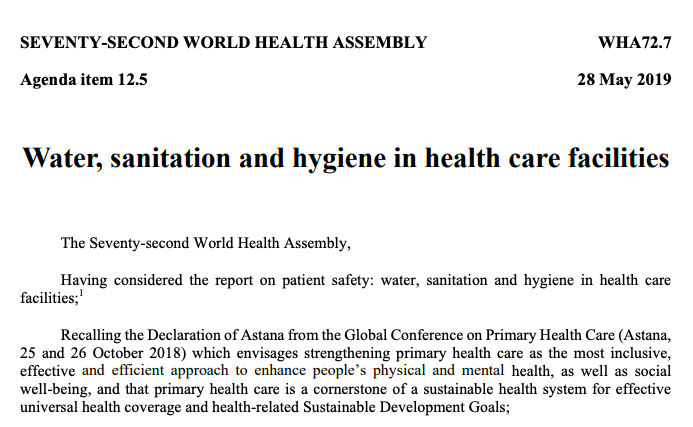 SEVENTY-SECOND WORLD HEALTH ASSEMBLY WHA72.7
Agenda item 12.5 28 May 2019
Water, sanitation and hygiene in health care facilities
The Seventy-second World Health Assembly,
Having considered the report on patient safety: water, sanitation and hygiene in health care
facilities;¹
Recalling the Declaration of Astana from the Global Conference on Primary Health Care (Astana,
25 and 26 October 2018) which envisages strengthening primary health care as the most inclusive,
effective and efficient approach to enhance people’s physical and mental health, as well as social
well-being, and that primary health care is a cornerstone of a sustainable health system for effective
universal health coverage and health-related Sustainable Development Goals;